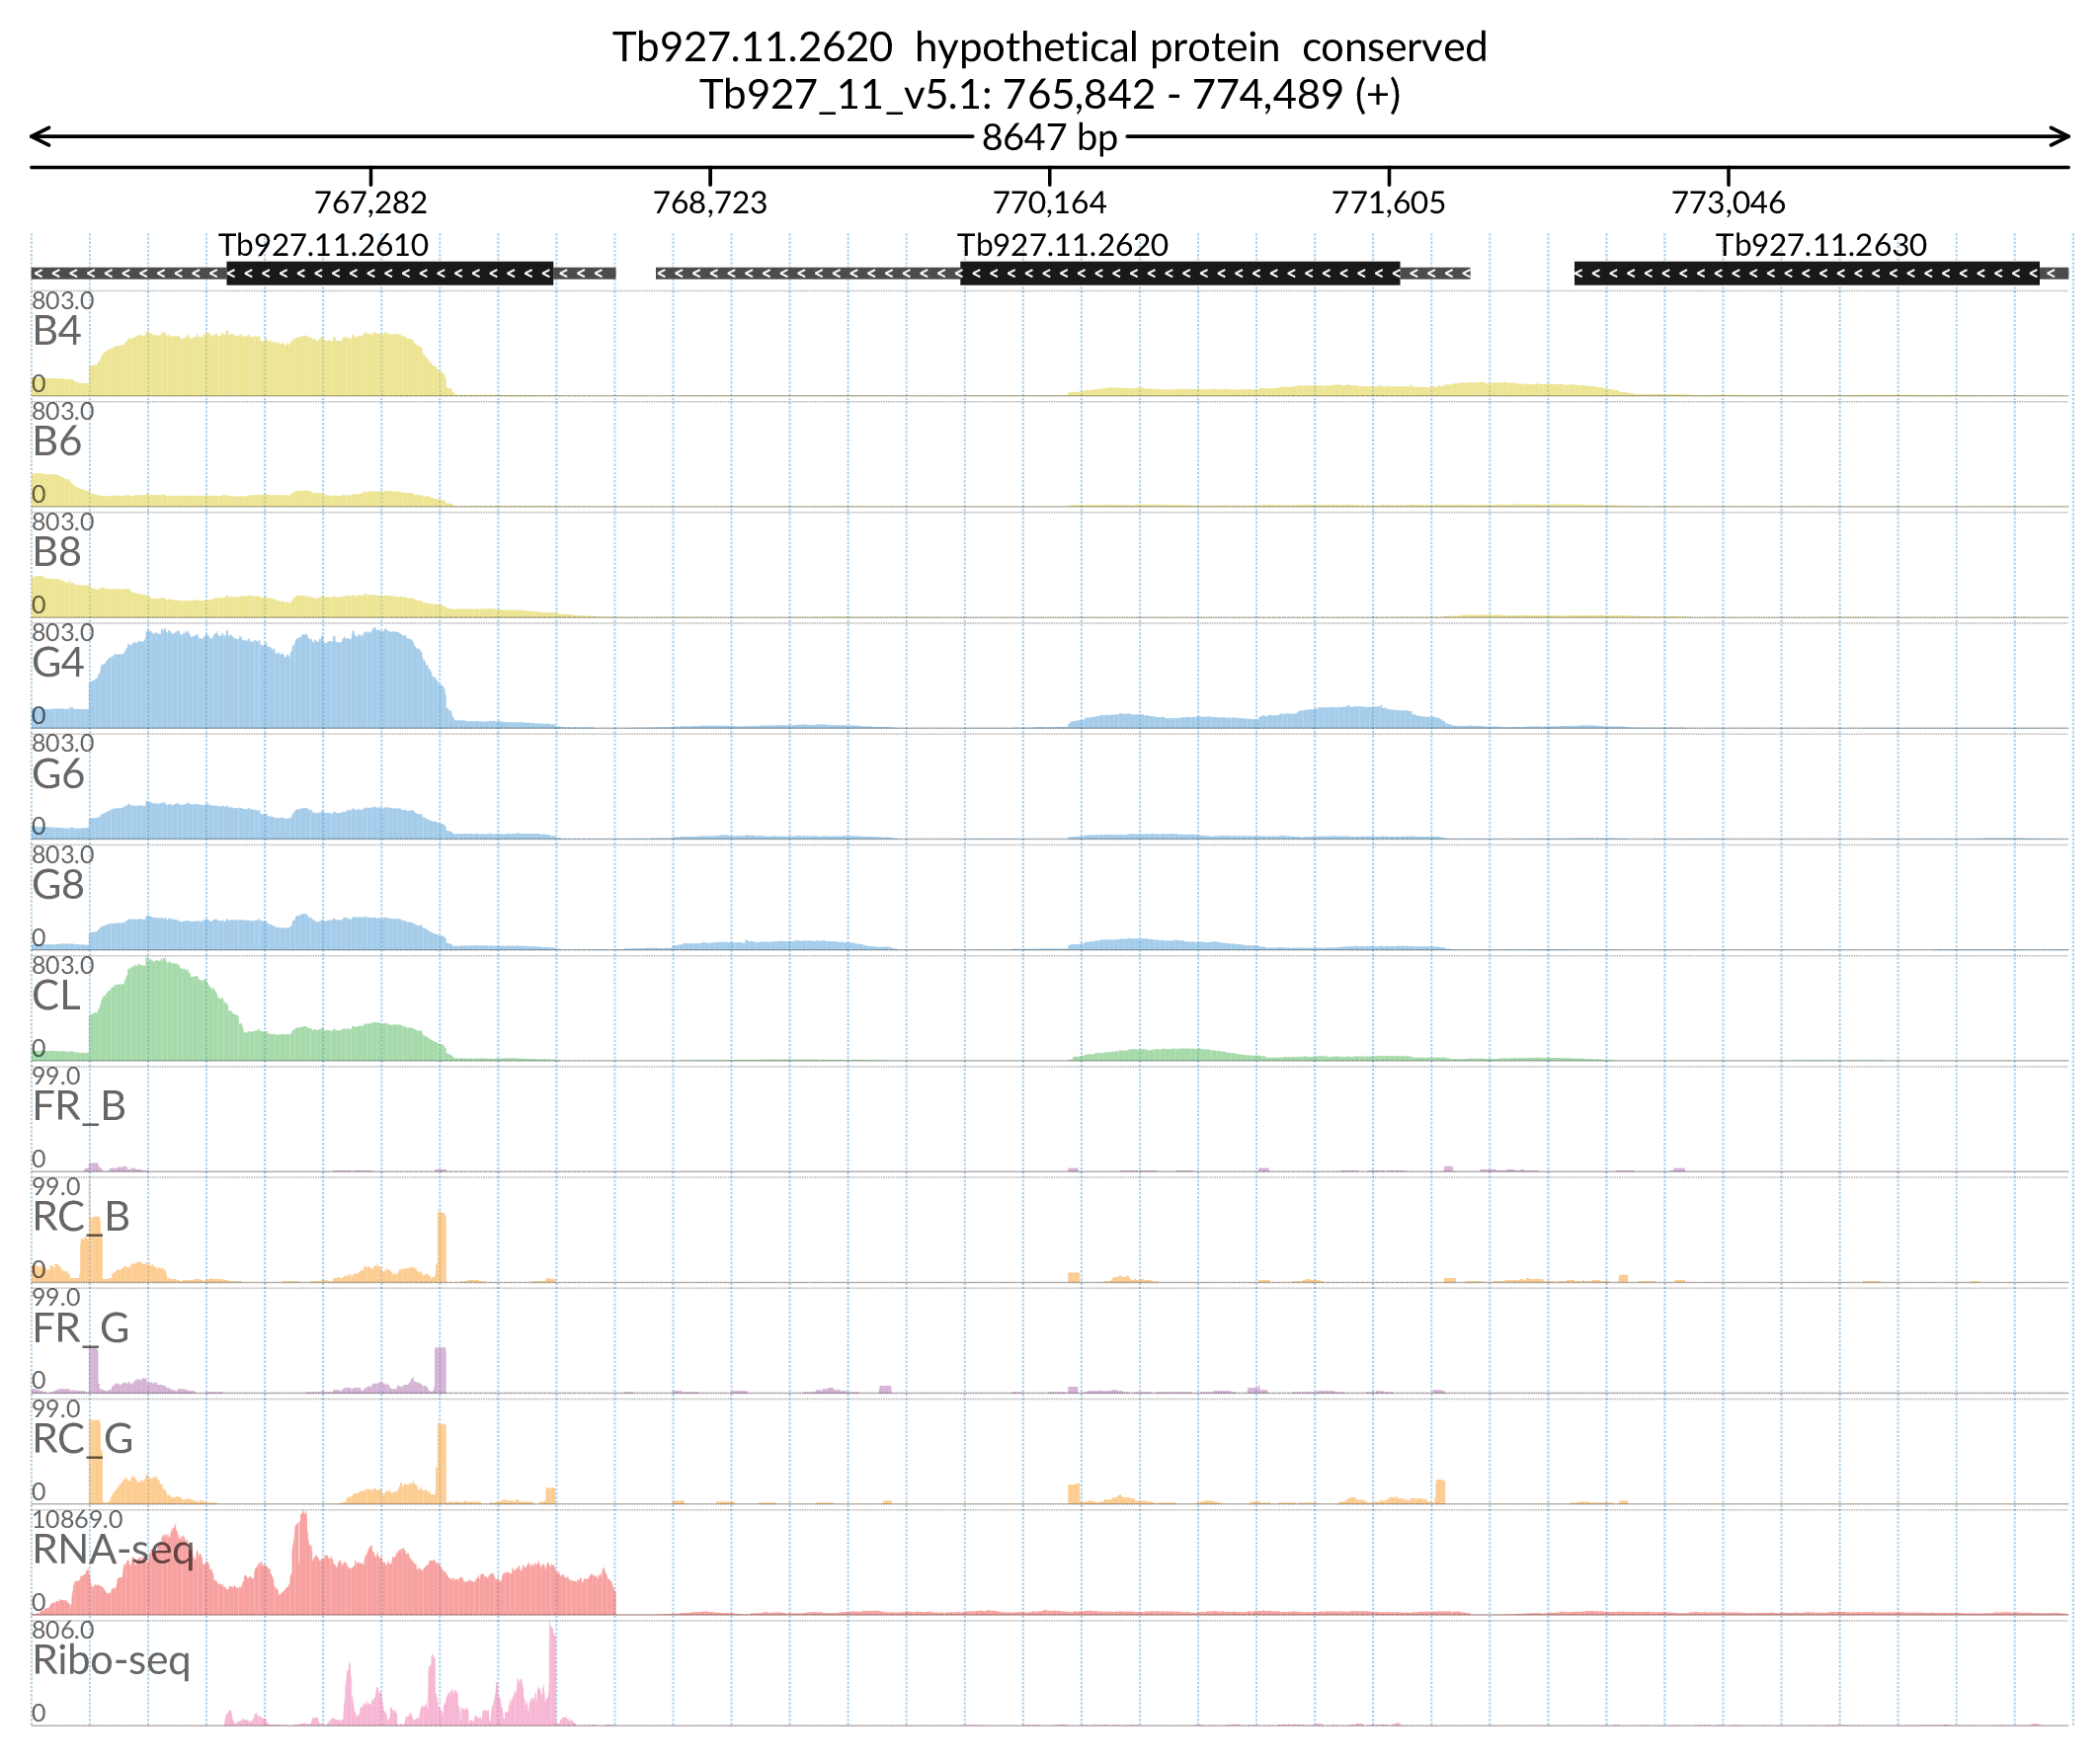 Tb927.11.2620 hypothetical protein conserved
Tb927_11_v5.1: 765,842 - 774,489 (+)
8647 bp
767,282 768,723 770,164 771,605 773,046
Tb927.11.2610 Tb927.11.2620 Tb927.11.2630
803.0
B4
0
803.0
B6
0
803.0
B8
0
803.0
G4
0
803.0
G6
0
803.0
G8
0
803.0
CL
0
99.0
FR_B
0
99.0
RC_B
0
99.0
FR_G
0
99.0
RC_G
0
10869.0
RNA-seq
0
806.0
Ribo-seq
0